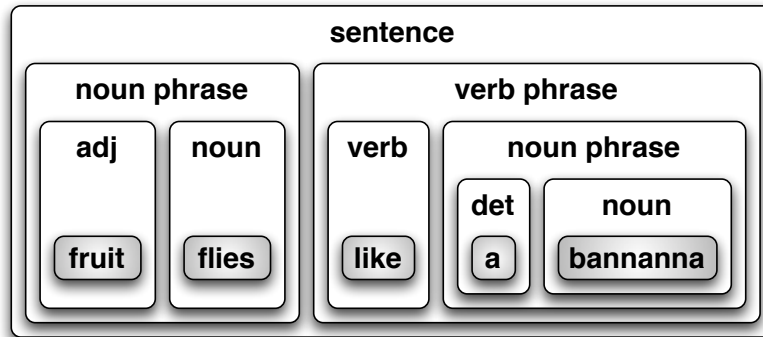 sentence
noun phrase verb phrase
adj noun verb noun phrase
det noun
fruit flies like a bannanna